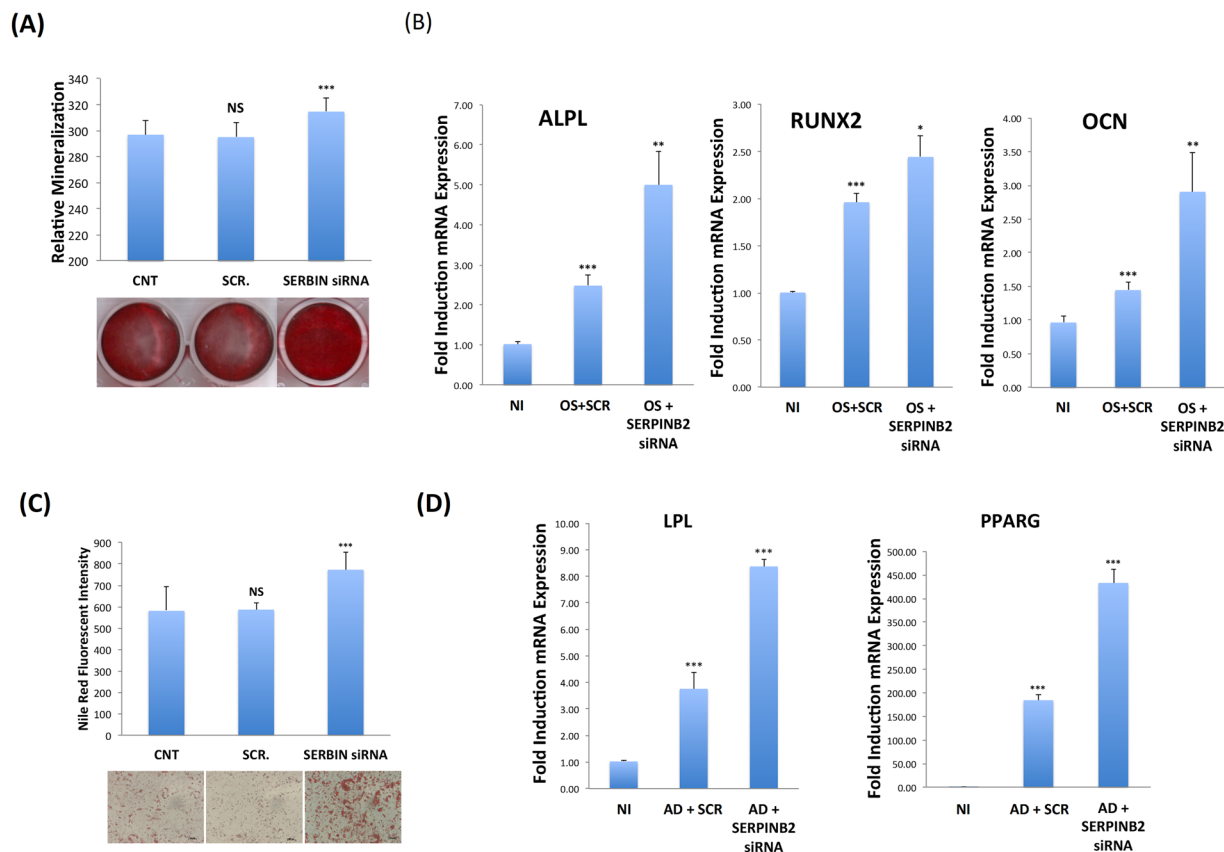 (A)
Relative Mineralization
340
320
300
280
260
240
220
200
NS
***
CNT
SCR.
SERBIN siRNA
(B)
ALPL
Fold Induction mRNA Expression
7.00
6.00
5.00
4.00
3.00
2.00
1.00
0.00
***
**
NI
OS+SCR
OS +
SERPINB2
siRNA
RUNX2
Fold Induction mRNA Expression
3.00
2.50
2.00
1.50
1.00
0.50
0.00
***
*
NI
OS+SCR
OS +
SERPINB2
siRNA
OCN
Fold Induction mRNA Expression
4.00
3.50
3.00
2.50
2.00
1.50
1.00
0.50
0.00
***
**
NI
OS+SCR
OS +
SERPINB2
siRNA
(C)
Nile Red Fluorescent Intensity
900
800
700
600
500
400
300
200
100
0
NS
***
CNT
SCR.
SERBIN siRNA
(D)
LPL
Fold Induction mRNA Expression
10.00
9.00
8.00
7.00
6.00
5.00
4.00
3.00
2.00
1.00
0.00
***
***
NI
AD + SCR
AD +
SERPINB2
siRNA
PPARG
Fold Induction mRNA Expression
500.00
450.00
400.00
350.00
300.00
250.00
200.00
150.00
100.00
50.00
0.00
***
***
NI
AD + SCR
AD +
SERPINB2
siRNA